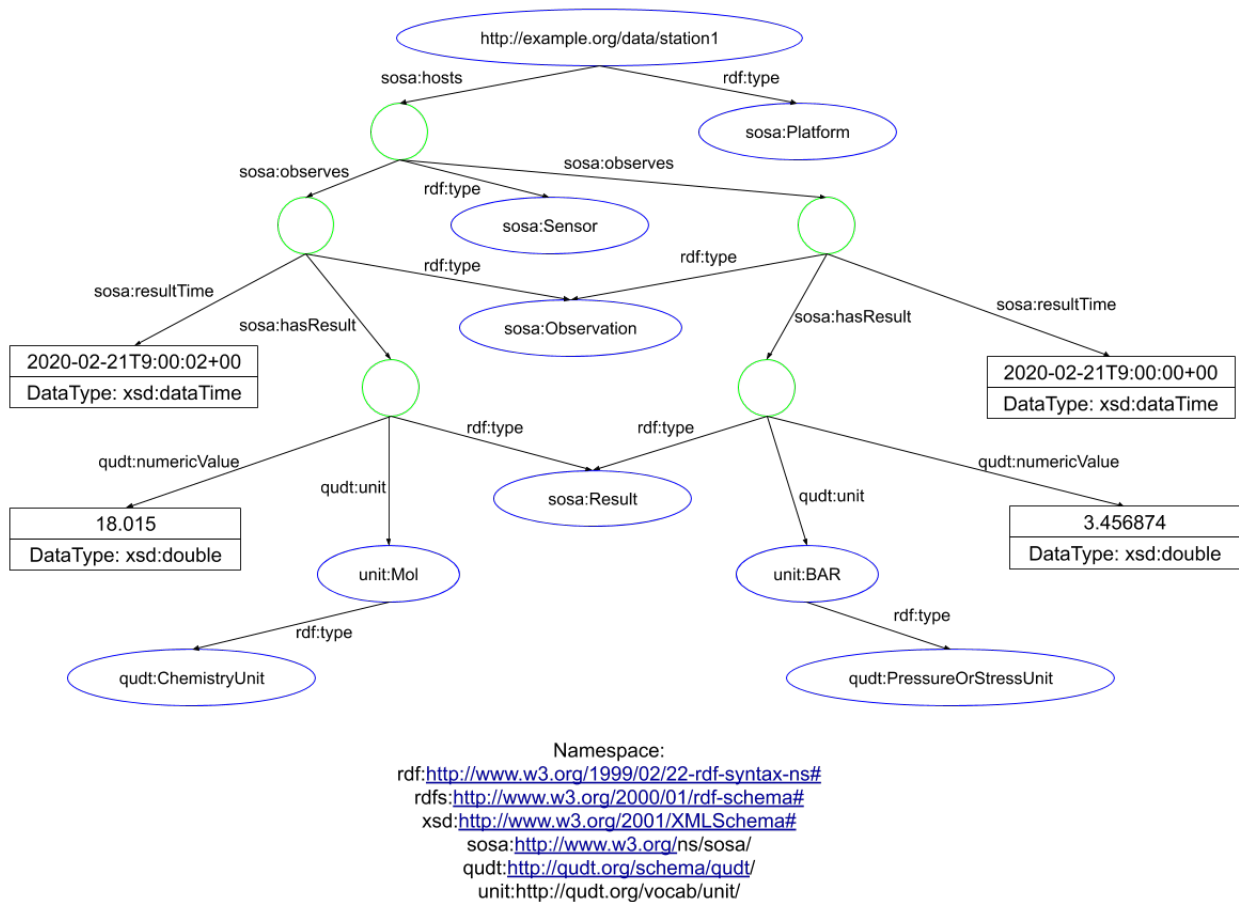 http://example.org/data/station1
sosa:hosts
rdf:type
sosa:Platform
sosa:observes
rdf:type
sosa:observes
sosa:Sensor
rdf:type
rdf:type
sosa:resultTime
sosa:hasResult
sosa:Observation
sosa:hasResult
sosa:resultTime
2020-02-21T9:00:02+00
DataType: xsd:dataTime
2020-02-21T9:00:00+00
DataType: xsd:dataTime
rdf:type
rdf:type
qudt:numericValue
qudt:unit
sosa:Result
qudt:unit
qudt:numericValue
18.015
DataType: xsd:double
3.456874
DataType: xsd:double
unit:Mol
unit:BAR
rdf:type
rdf:type
qudt:ChemistryUnit
qudt:PressureOrStressUnit
Namespace:
rdf:http://www.w3.org/1999/02/22-rdf-syntax-ns#
rdfs:http://www.w3.org/2000/01/rdf-schema#
xsd:http://www.w3.org/2001/XMLSchema#
sosa:http://www.w3.org/ns/sosa/
qudt:http://qudt.org/schema/qudt/
unit:http://qudt.org/vocab/unit/